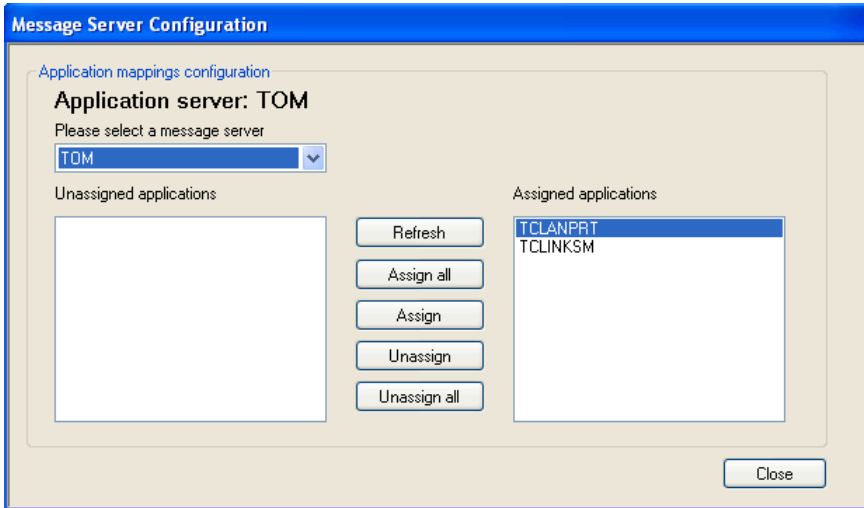 Message Server Configuration
Application mappings configuration
Application server: TOM
Please select a message server
TOM
Unassigned applications
Assigned applications
Refresh
Assign all
Assign
Unassign
Unassign all
TCLANPRT
TCLINKSM
Close